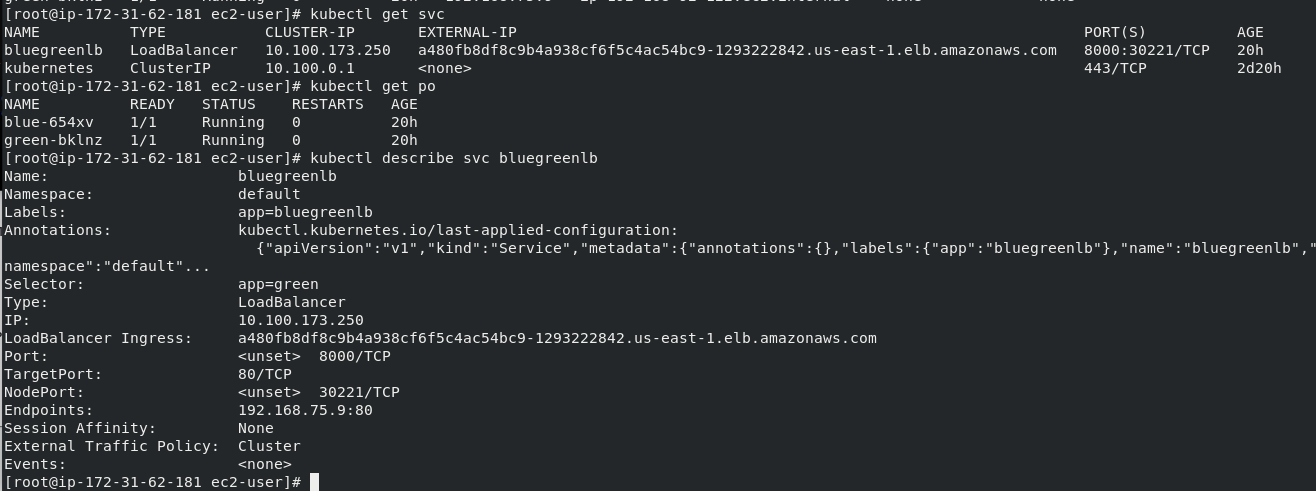 [root@ip-172-31-62-181 ec2-user]# kubectl get svc
NAME TYPE CLUSTER-IP EXTERNAL-IP PORT(S) AGE
bluegreenlb LoadBalancer 10.100.173.250 a480fb8df8c9b4a938cf6f5c4ac54bc9-1293222842.us-east-1.elb.amazonaws.com 8000:30221/TCP 20h
kubernetes ClusterIP 10.100.0.1 <none> 443/TCP 2d20h
[root@ip-172-31-62-181 ec2-user]# kubectl get po
NAME READY STATUS RESTARTS AGE
blue-654xv 1/1 Running 0 20h
green-bklnz 1/1 Running 0 20h
[root@ip-172-31-62-181 ec2-user]# kubectl describe svc bluegreenlb
Name: bluegreenlb
Namespace: default
Labels: app=bluegreenlb
Annotations: kubectl.kubernetes.io/last-applied-configuration:
{"apiVersion":"v1","kind":"Service","metadata":{"annotations":{},"labels":{"app":"bluegreenlb"},"name":"bluegreenlb","
namespace":"default"...
Selector: app=green
Type: LoadBalancer
IP: 10.100.173.250
LoadBalancer Ingress: a480fb8df8c9b4a938cf6f5c4ac54bc9-1293222842.us-east-1.elb.amazonaws.com
Port: <unset> 8000/TCP
TargetPort: 80/TCP
NodePort: <unset> 30221/TCP
Endpoints: 192.168.75.9:80
Session Affinity: None
External Traffic Policy: Cluster
Events: <none>
[root@ip-172-31-62-181 ec2-user]#